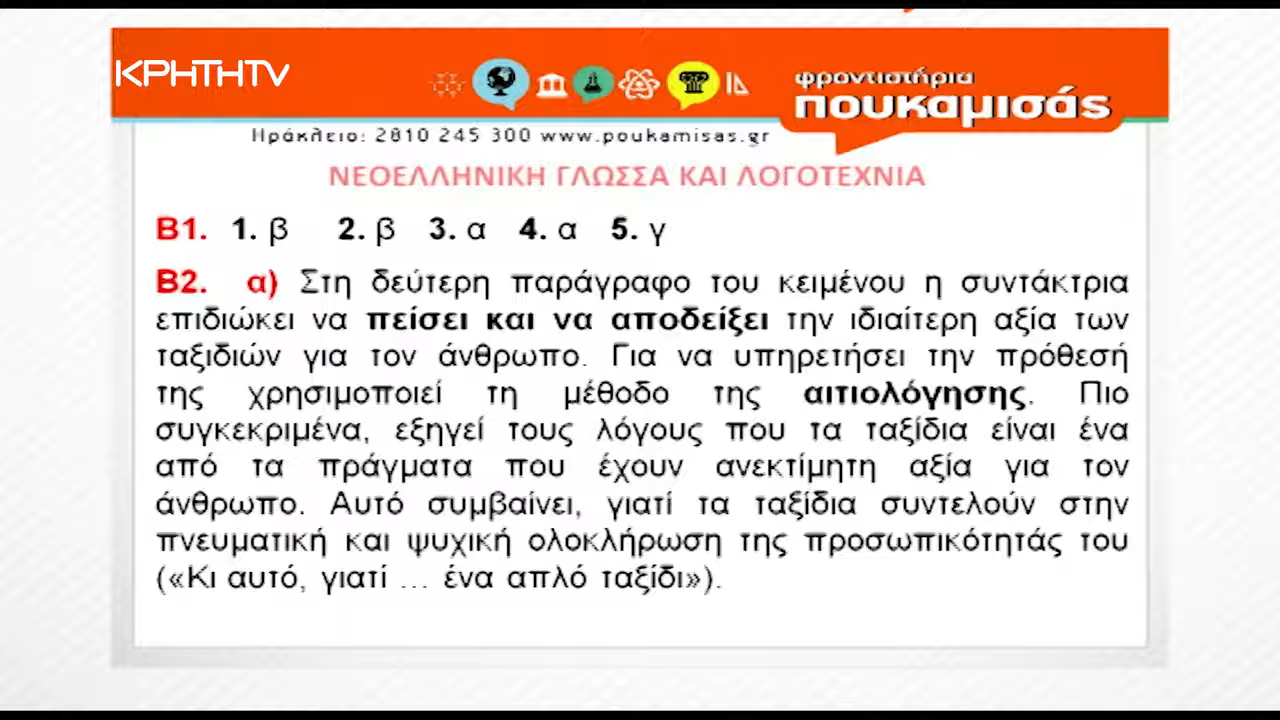 ΚΡΗΤΗTV
φροντιστήρια
πουκαμισάς
Ηράκλειο: 2810 245 300 www.poukamisas.gr
ΝΕΟΕΛΛΗΝΙΚΗ ΓΛΩΣΣΑ ΚΑΙ ΛΟΓΟΤΕΧΝΙΑ
Β1. 1. β 2. β 3. α 4. α 5. γ
Β2. α) Στη δεύτερη παράγραφο του κειμένου η συντάκτρια
επιδιώκει να πείσει και να αποδείξει την ιδιαίτερη αξία των
ταξιδιών για τον άνθρωπο. Για να υπηρετήσει την πρόθεσή
της χρησιμοποιεί τη μέθοδο της αιτιολόγησης. Πιο
συγκεκριμένα, εξηγεί τους λόγους που τα ταξίδια είναι ένα
από τα πράγματα που έχουν ανεκτίμητη αξία για τον
άνθρωπο. Αυτό συμβαίνει, γιατί τα ταξίδια συντελούν στην
πνευματική και ψυχική ολοκλήρωση της προσωπικότητάς του
(«Κι αυτό, γιατί ... ένα απλό ταξίδι»).